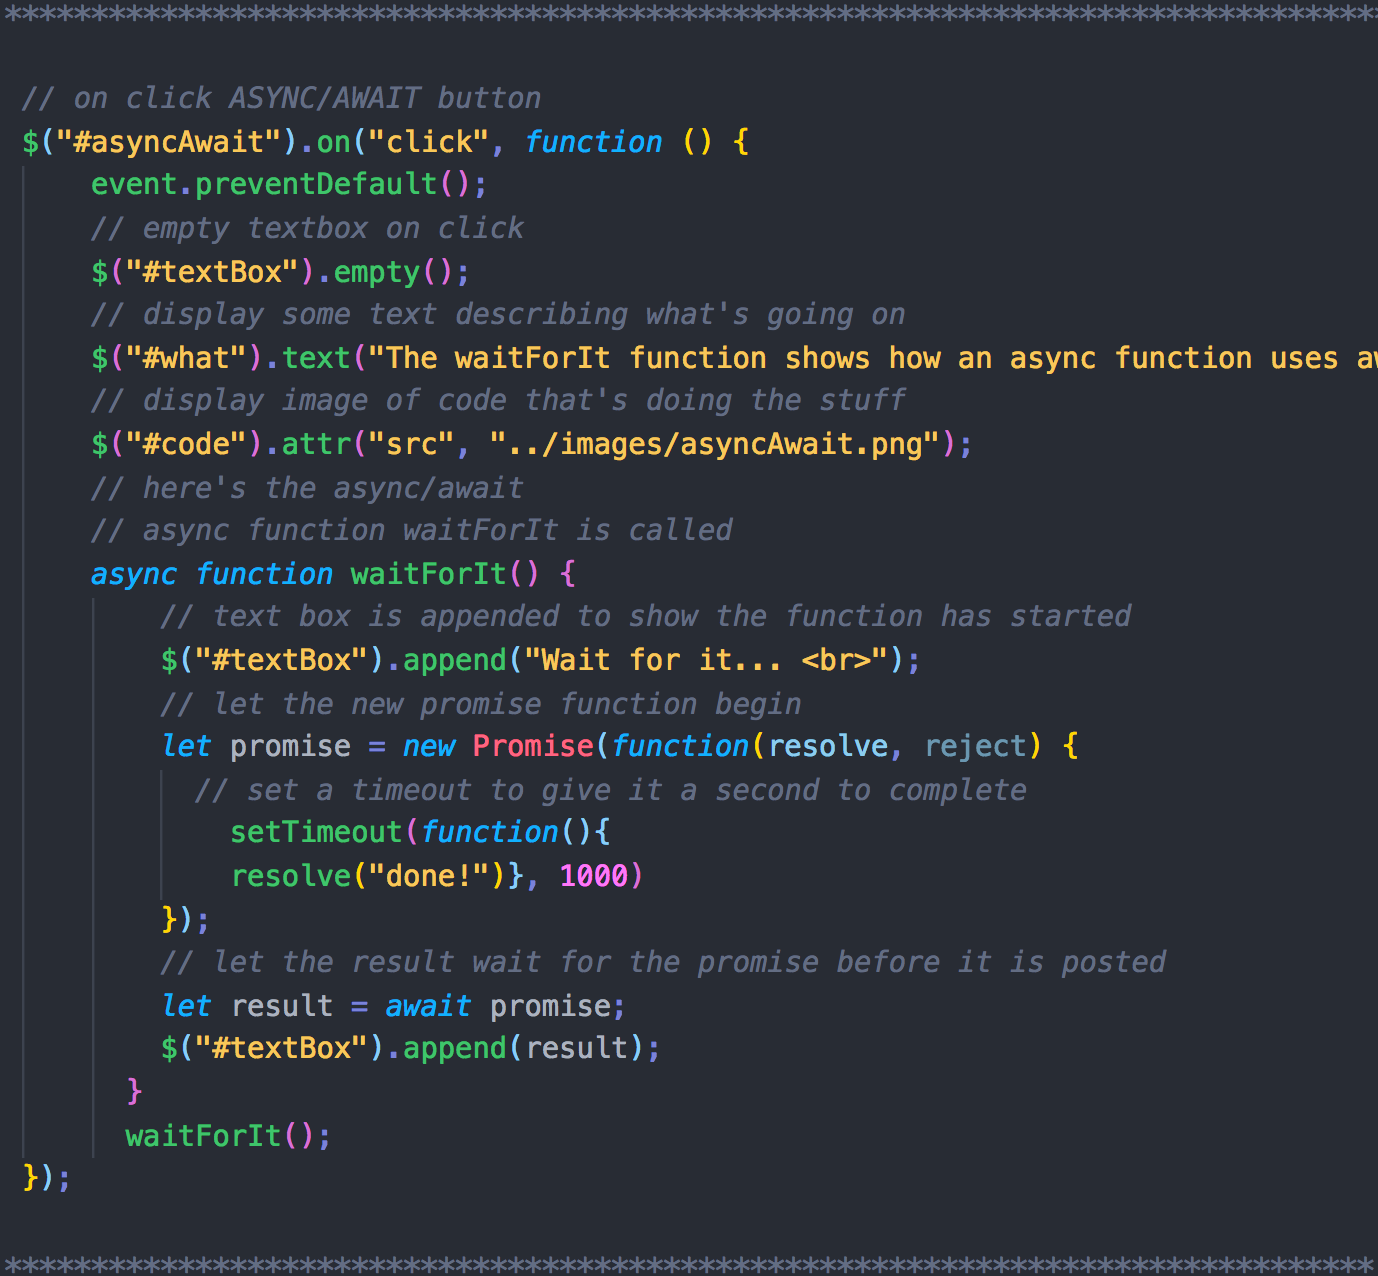 *******************************************************************************
// on click ASYNC/AWAIT button
$("#asyncAwait").on("click", function () {
    event.preventDefault();
    // empty textbox on click
    $("#textBox").empty();
    // display some text describing what's going on
    $("#what").text("The waitForIt function shows how an async function uses
    // display image of code that's doing the stuff
    $("#code").attr("src", "../images/asyncAwait.png");
    // here's the async/await
    // async function waitForIt is called
    async function waitForIt() {
        // text box is appended to show the function has started
        $("#textBox").append("Wait for it... <br>");
        // let the new promise function begin
        let promise = new Promise(function(resolve, reject) {
          // set a timeout to give it a second to complete
            setTimeout(function(){
            resolve("done!")}, 1000)
        });
        // let the result wait for the promise before it is posted
        let result = await promise;
        $("#textBox").append(result);
      }
      waitForIt();
});
*******************************************************************************